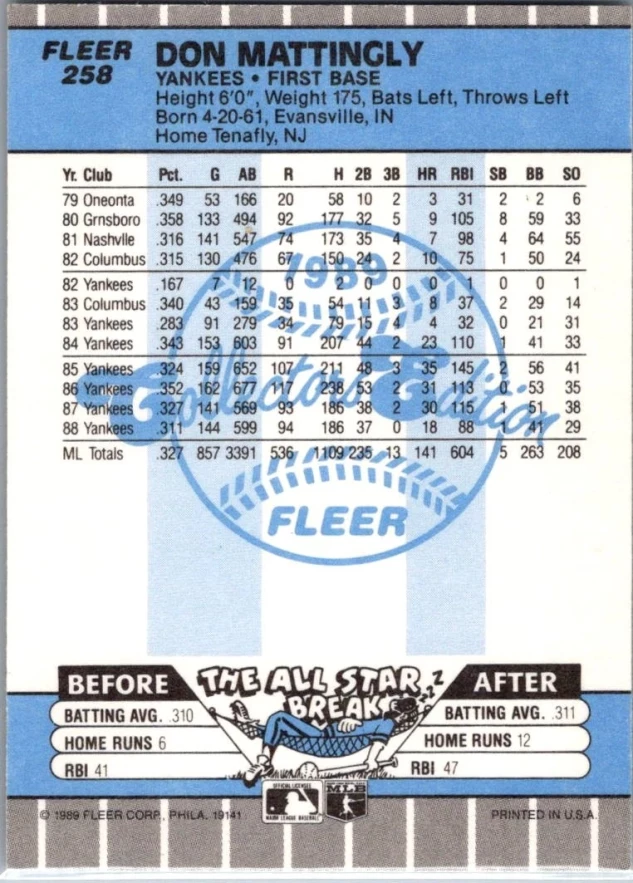 FLEER
258
DON MATTINGLY
YANKEES • FIRST BASE
Height 6'0", Weight 175, Bats Left, Throws Left
Born 4-20-61, Evansville, IN
Home Tenafly, NJ
Yr. Club Pct. G AB R H 2B 3B HR RBI SB BB SO
79 Oneonta .349 53 166 20 58 10 2 3 31 2 2 6
80 Grnsboro .358 133 494 92 177 32 5 9 105 8 59 33
81 Nashvlle .316 141 547 74 173 35 4 7 98 4 64 55
82 Columbus .315 130 476 67 150 24 2 10 75 1 50 24
82 Yankees .167 7 12 0 2 0 0 0 1 0 0 1
83 Columbus .340 43 159 35 54 11 3 8 37 2 29 14
83 Yankees .283 91 279 34 79 15 4 4 32 0 21 31
84 Yankees .343 153 603 91 207 44 2 23 110 1 41 33
85 Yankees .324 159 652 107 211 48 3 35 145 2 56 41
86 Yankees .352 162 677 117 238 53 2 31 113 0 53 35
87 Yankees .327 141 569 93 186 38 2 30 115 1 51 38
88 Yankees .311 144 599 94 186 37 0 18 88 1 41 29
ML Totals .327 857 3391 536 1109 235 13 141 604 5 263 208
1989
Collectors Edition
FLEER
BEFORE
BATTING AVG. .310
HOME RUNS 6
RBI 41
THE ALL STAR
BREAK
ZZZ
AFTER
BATTING AVG. .311
HOME RUNS 12
RBI 47
OFFICIAL LICENSEE
MAJOR LEAGUE BASEBALL
MLB
© 1989 FLEER CORP., PHILA. 19141
PRINTED IN U.S.A.